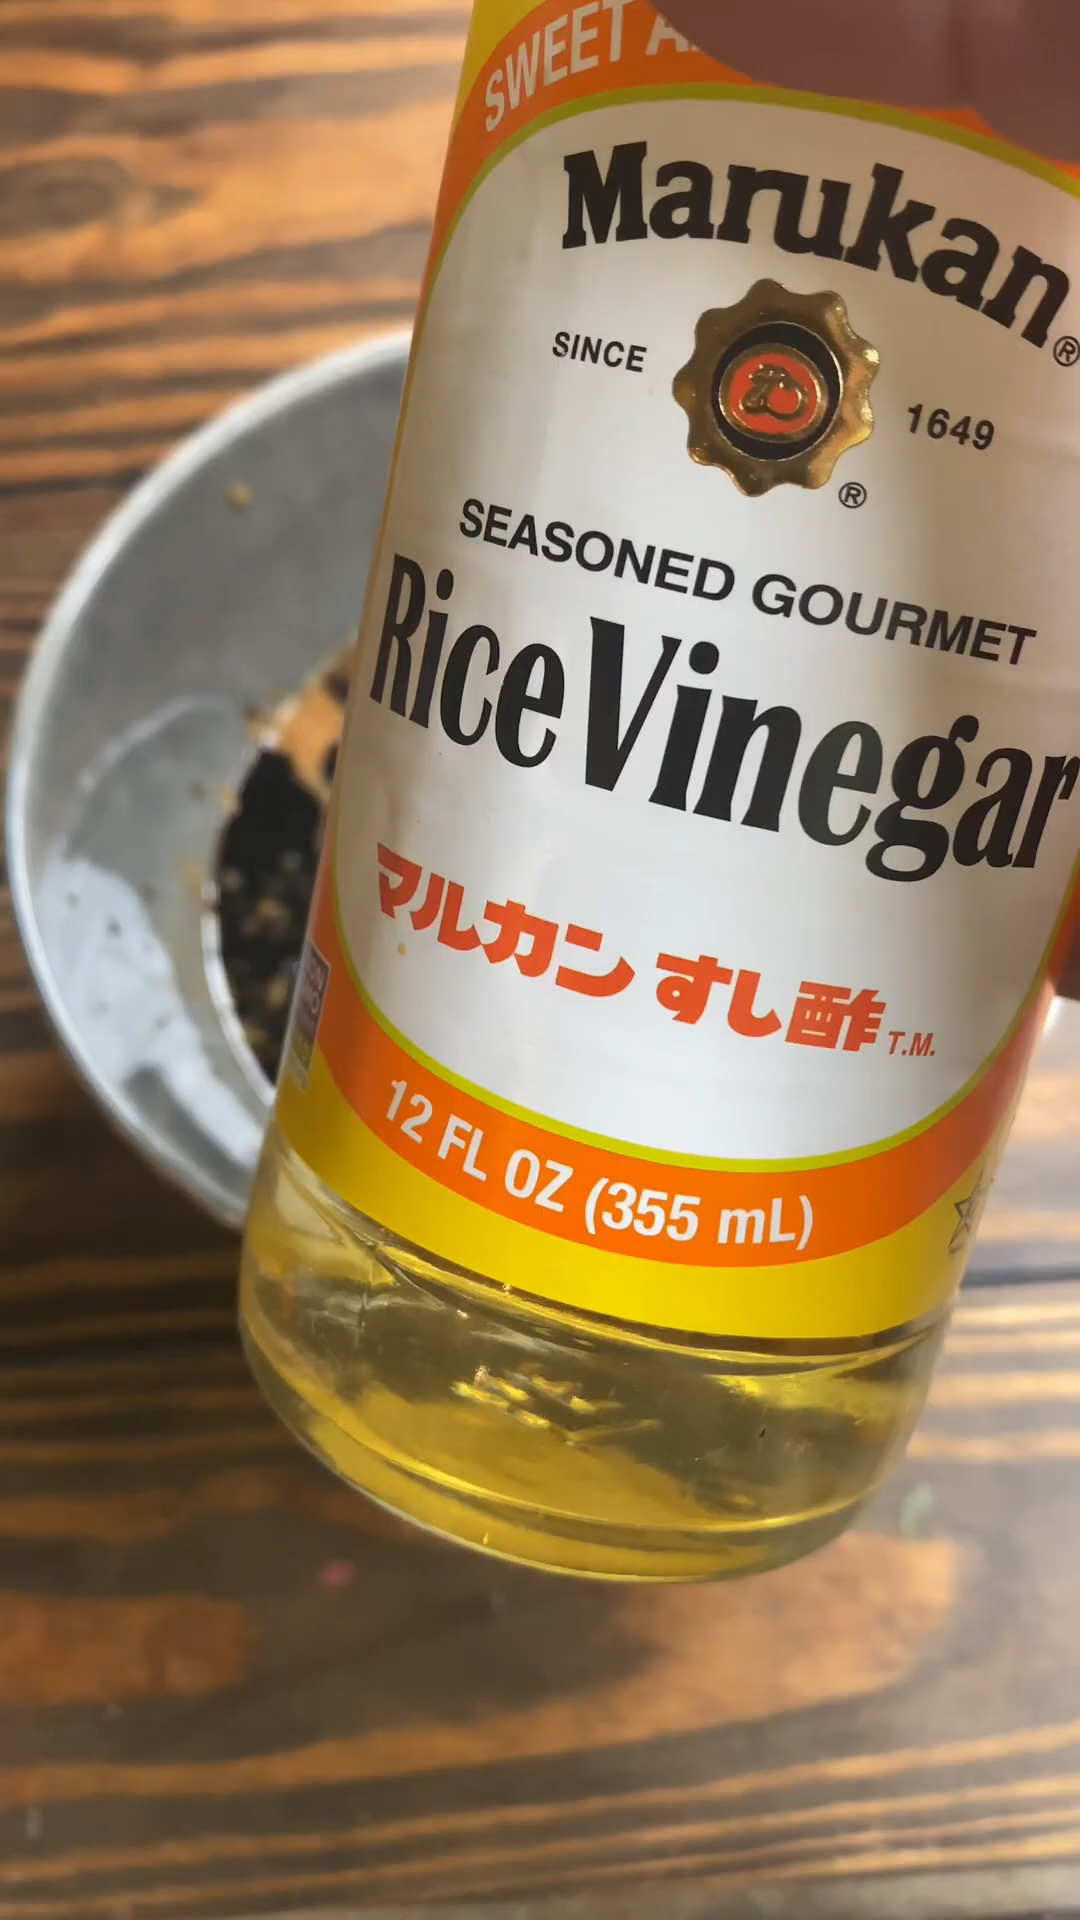 SWEET
Marukan®
SINCE 1649
®
SEASONED GOURMET
Rice Vinegar
マルカン すし酢 T.M.
12 FL OZ (355 mL)